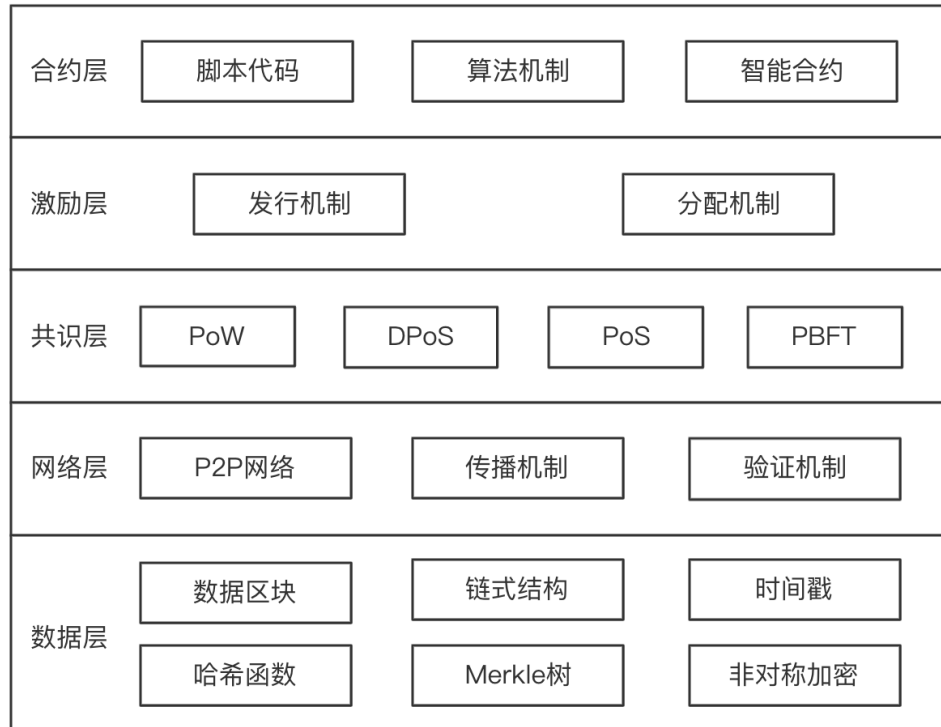 合约层 脚本代码 算法机制 智能合约
激励层 发行机制 分配机制
共识层 PoW DPoS PoS PBFT
网络层 P2P网络 传播机制 验证机制
数据区块 链式结构 时间戳
数据层
哈希函数 Merkle树 非对称加密